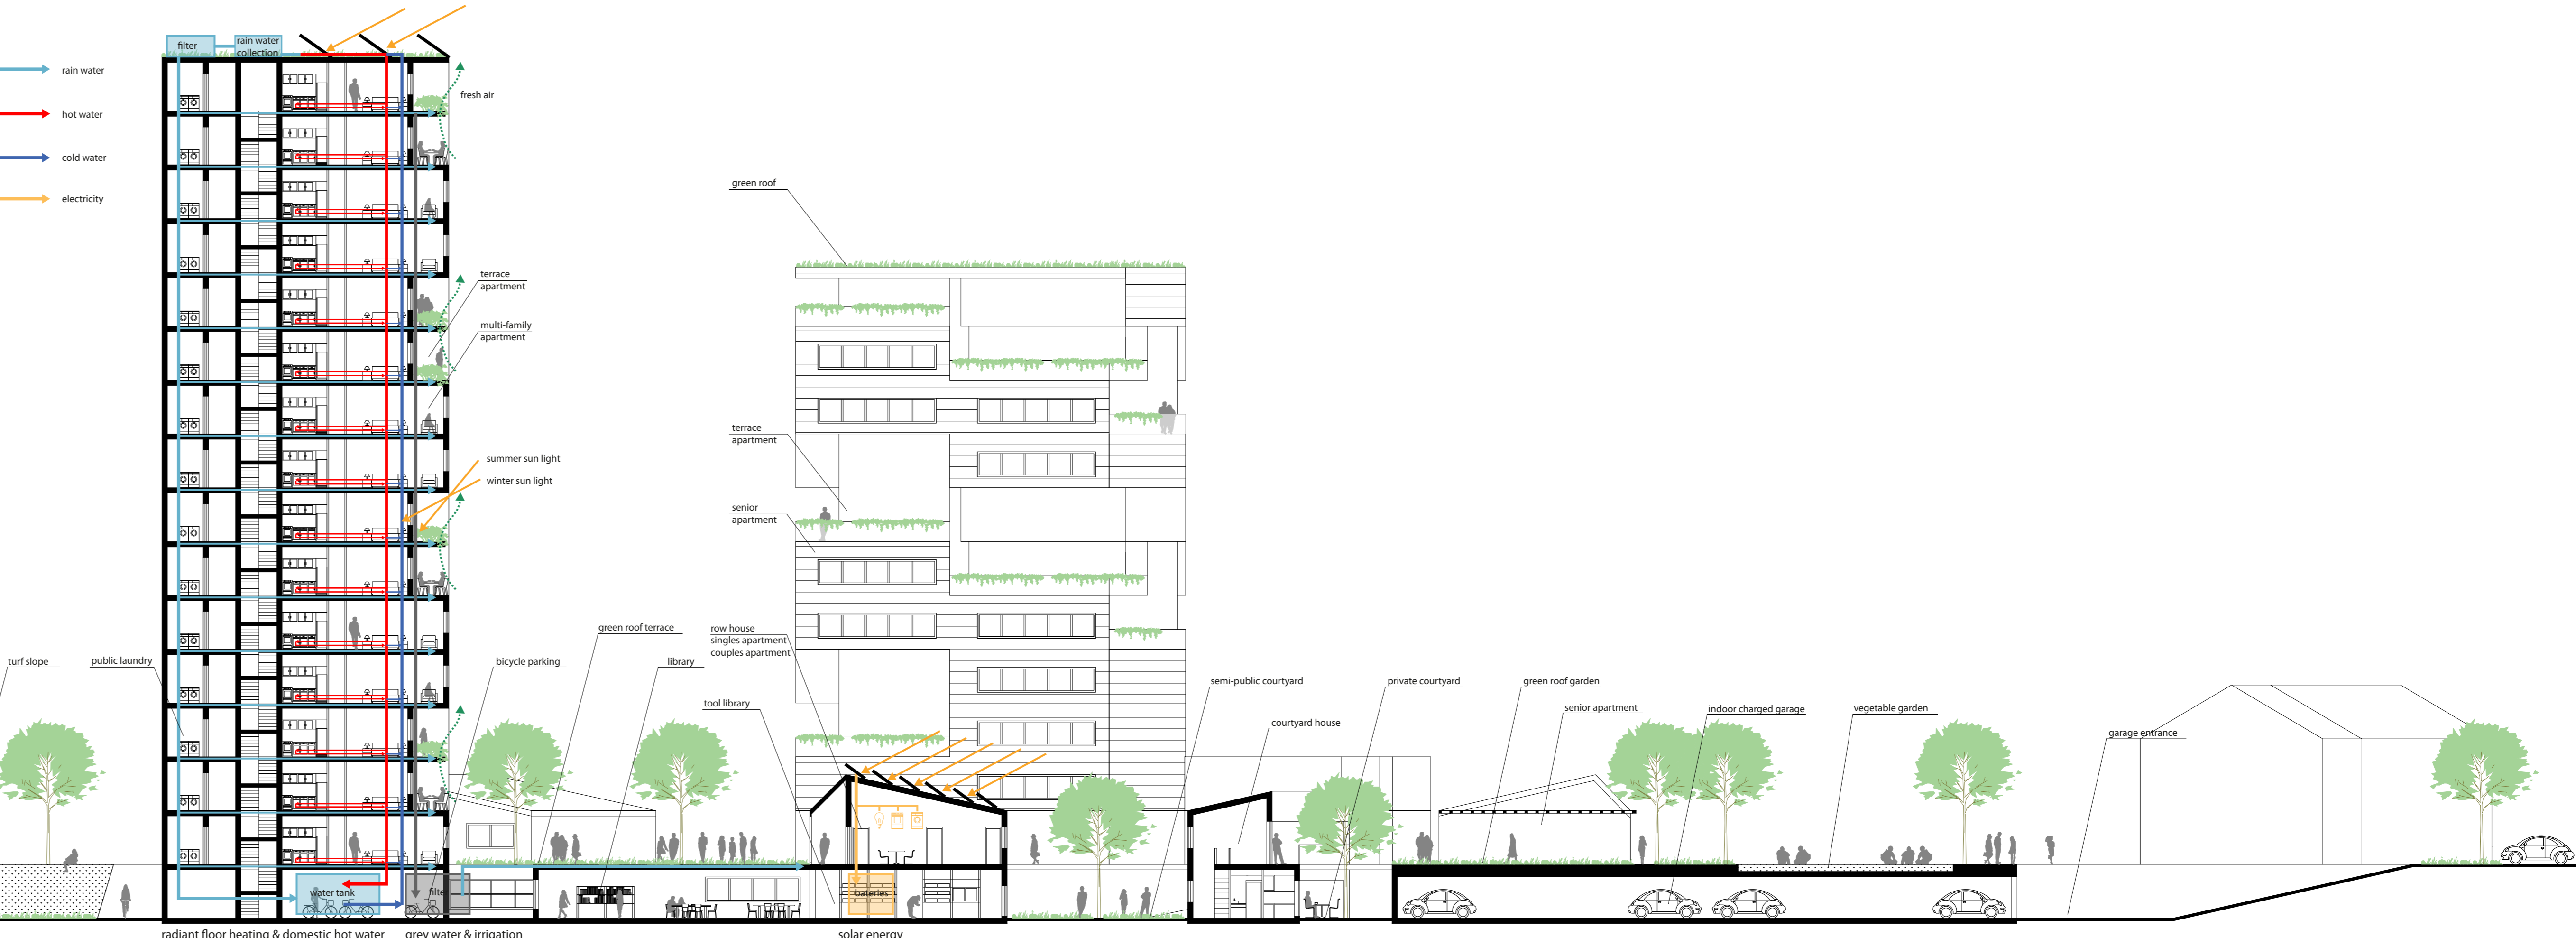 filter
rain water
collection
rain water
hot water
cold water
electricity
fresh air
terrace
apartment
multi-family
apartment
summer sun light
winter sun light
green roof
terrace
apartment
senior
apartment
turf slope
public laundry
bicycle parking
green roof terrace
library
row house
singles apartment
couples apartment
tool library
semi-public courtyard
courtyard house
private courtyard
green roof garden
senior apartment
indoor charged garage
vegetable garden
garage entrance
water tank
filter
bateries
radiant floor heating & domestic hot water
grey water & irrigation
solar energy